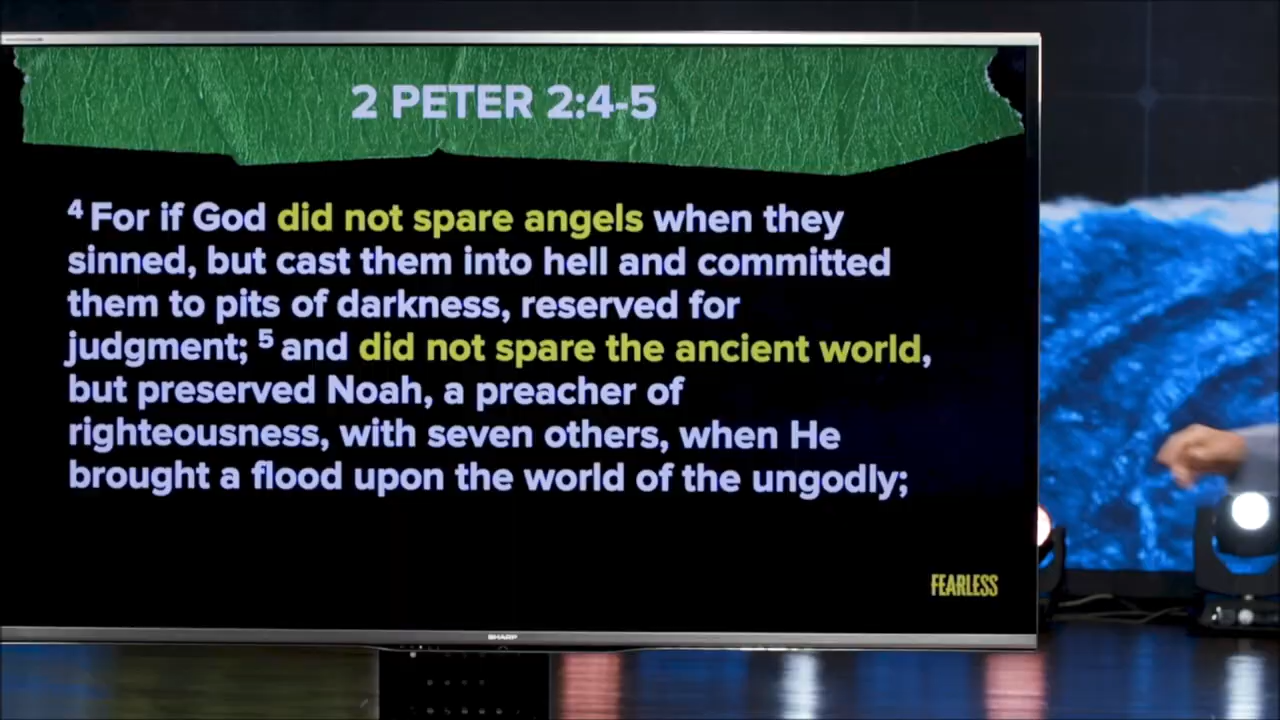 2 PETER 2:4-5
⁴ For if God did not spare angels when they
sinned, but cast them into hell and committed
them to pits of darkness, reserved for
judgment; ⁵ and did not spare the ancient world,
but preserved Noah, a preacher of
righteousness, with seven others, when He
brought a flood upon the world of the ungodly;
FEARLESS
SHARP